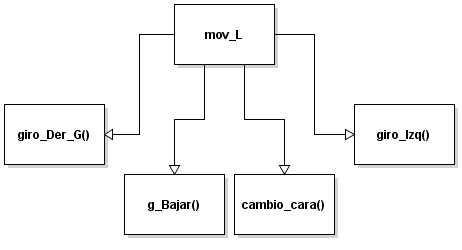 mov_L
giro_Der_G()
giro_Izq()
g_Bajar()
cambio_cara()